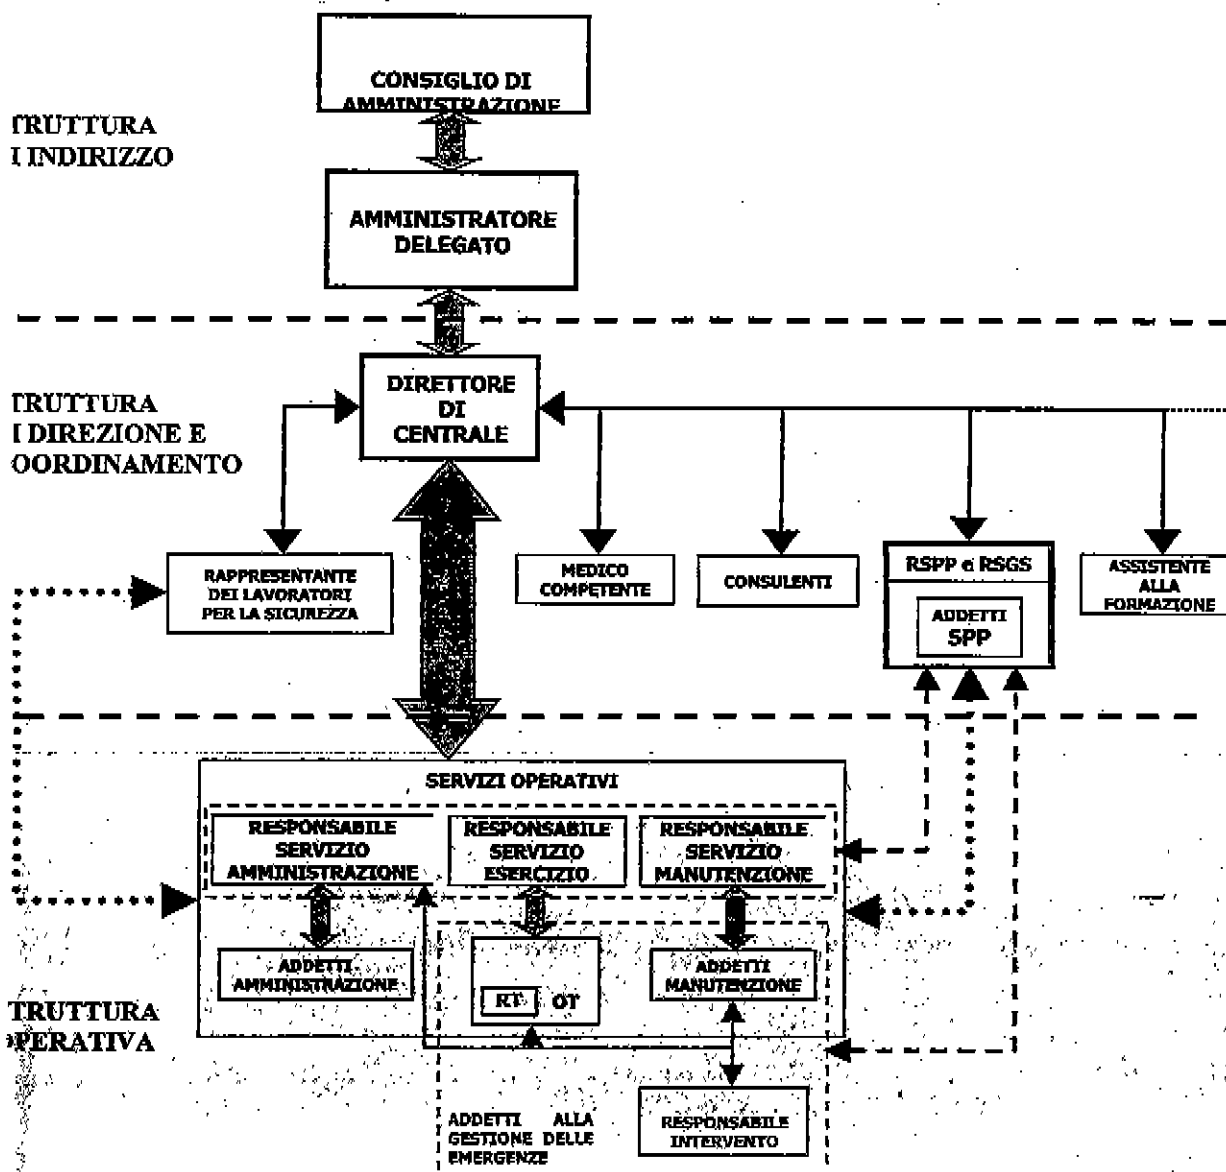 CONSIGLIO DI
AMMINISTRAZIONE
TRUTTURA
I INDIRIZZO
AMMINISTRATORE
DELEGATO
DIRETTORE
DI
CENTRALE
TRUTTURA
I DIREZIONE E
OORDINAMENTO
RAPPRESENTANTE
DEI LAVORATORI
PER LA SICUREZZA
MEDICO
COMPETENTE
CONSULENTI
RSPP e RSGS
ADDETTI
SPP
ASSISTENTE
ALLA
FORMAZIONE
SERVIZI OPERATIVI
RESPONSABILE
SERVIZIO
AMMINISTRAZIONE
RESPONSABILE
SERVIZIO
ESERCIZIO
RESPONSABILE
SERVIZIO
MANUTENZIONE
ADDETTI
AMMINISTRAZIONE
RT OT
ADDETTI
MANUTENZIONE
TRUTTURA
OPERATIVA
ADDETTI ALLA
GESTIONE DELLE
EMERGENZE
RESPONSABILE
INTERVENTO